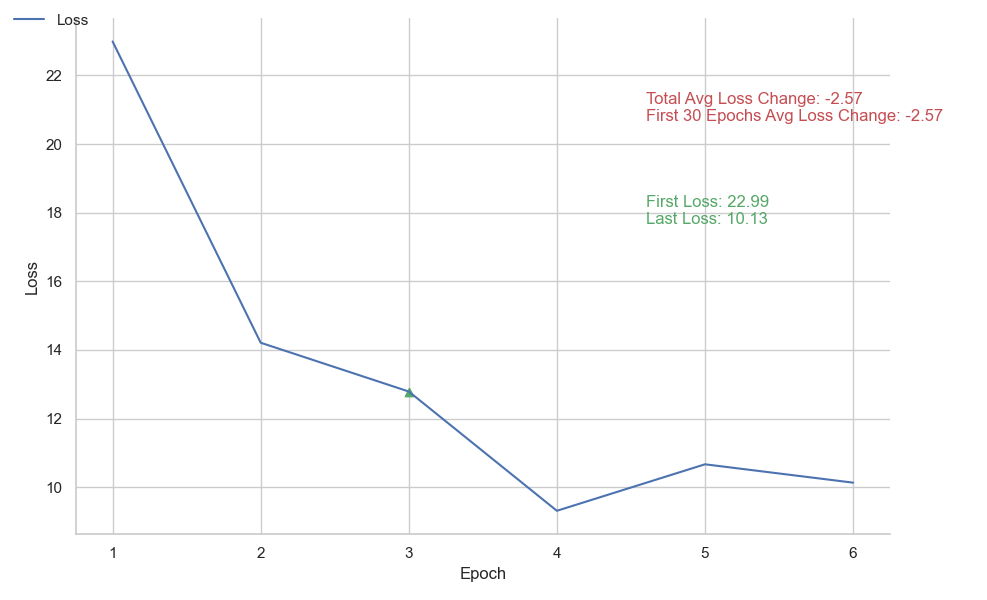 Loss
22
20
18
16
14
12
10
Loss
Total Avg Loss Change: -2.57
First 30 Epochs Avg Loss Change: -2.57
First Loss: 22.99
Last Loss: 10.13
1 2 3 4 5 6
Epoch